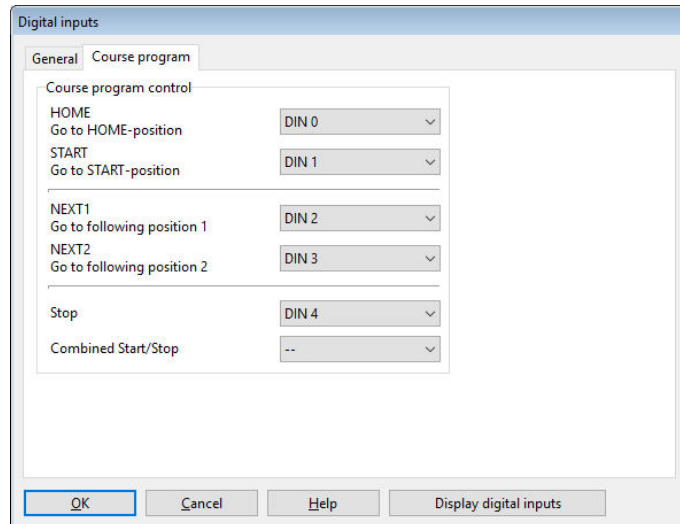 Digital inputs
General
Course program
Course program control
HOME
Go to HOME-position
DIN 0
START
Go to START-position
DIN 1
NEXT1
Go to following position 1
DIN 2
NEXT2
Go to following position 2
DIN 3
Stop
DIN 4
Combined Start/Stop
--
OK
Cancel
Help
Display digital inputs